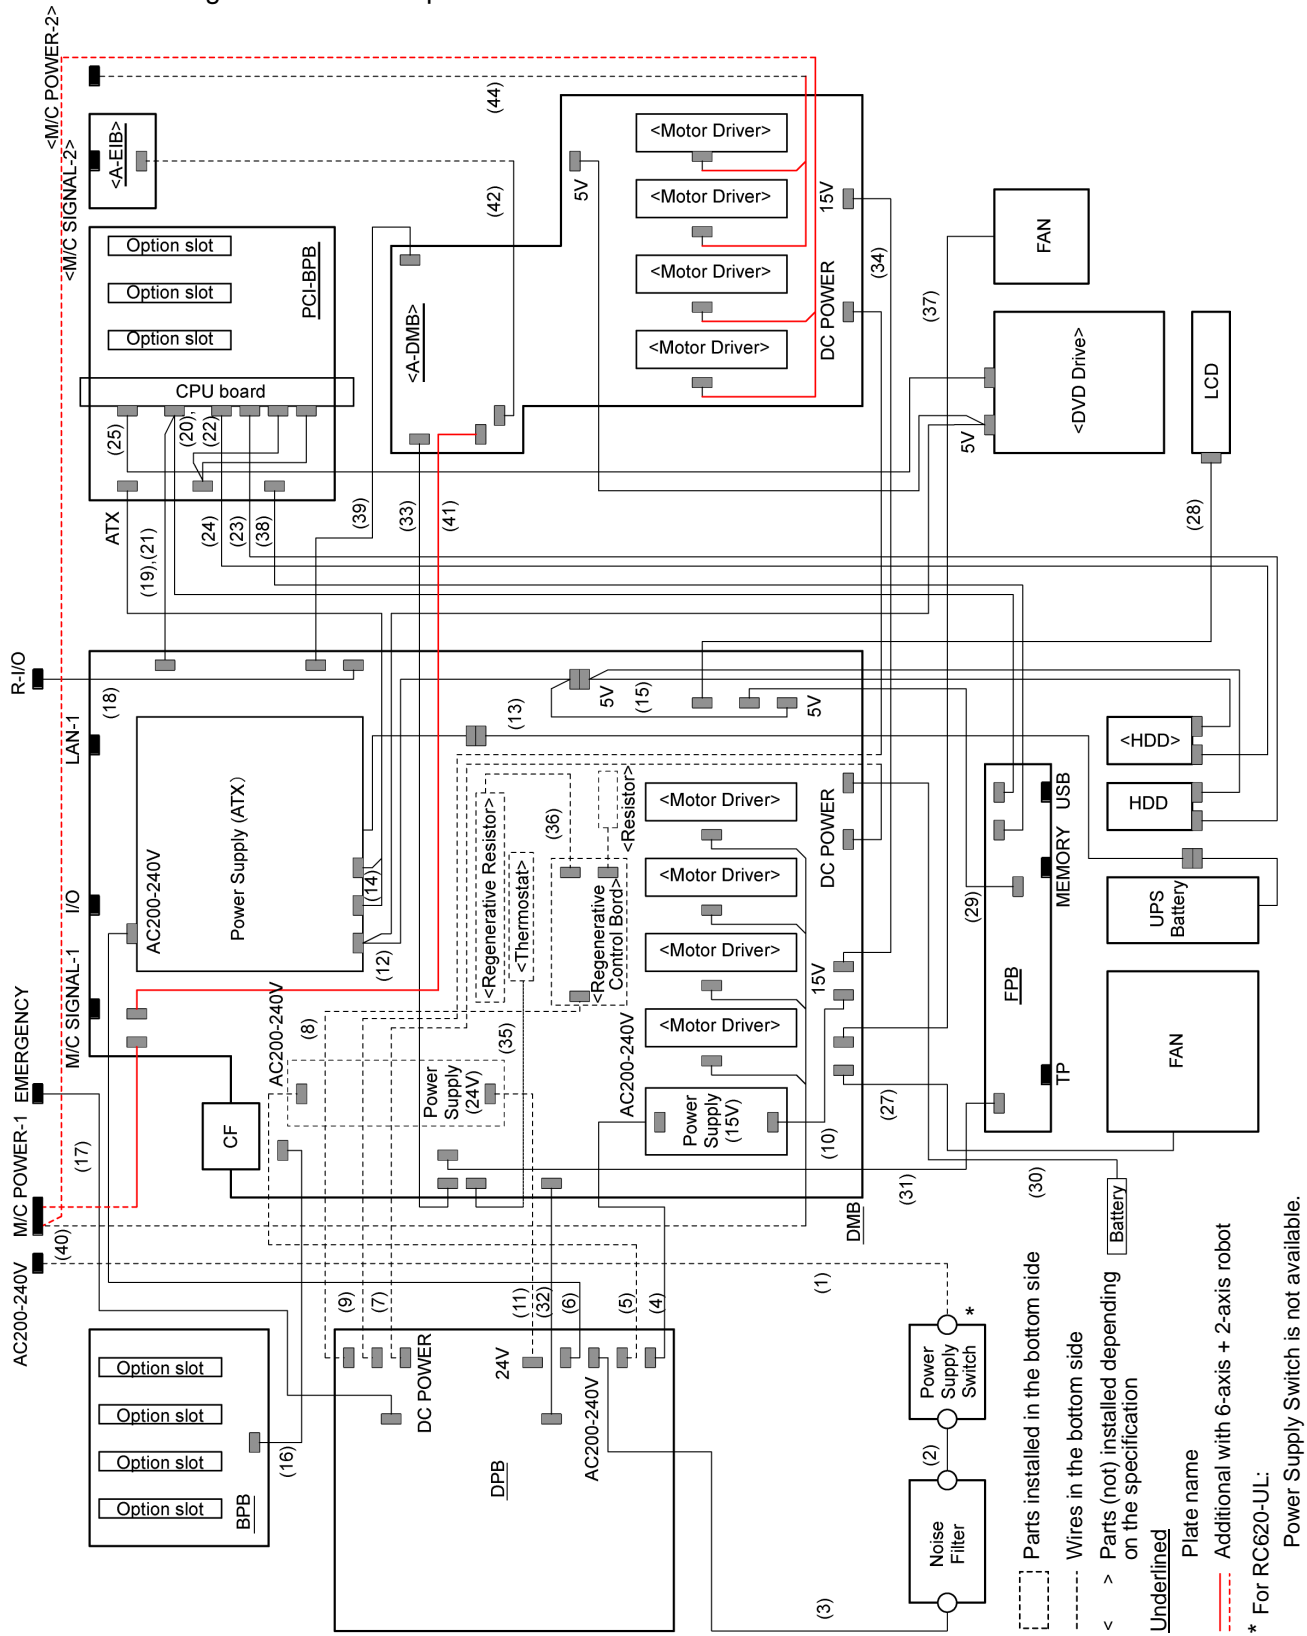 AC200-240V
M/C POWER-1
EMERGENCY
M/C SIGNAL-1
I/O
LAN-1
R-I/O
<M/C SIGNAL-2>
<M/C POWER-2>
(40)
(17)
(18)
(44)
Option slot
Option slot
Option slot
Option slot
BPB
(16)
CF
AC200-240V
Power Supply (ATX)
(12)
(14)
(13)
ATX
(19),(21)
(25)
(20),
(22)
(24)
(23)
(38)
CPU board
Option slot
Option slot
Option slot
PCI-BPB
<A-EIB>
(42)
(39)
(33)
(41)
<A-DMB>
5V
<Motor Driver>
<Motor Driver>
<Motor Driver>
<Motor Driver>
DC POWER
15V
(34)
DPB
DC POWER
24V
AC200-240V
(9)
(7)
(11)
(32)
(6)
(5)
(4)
AC200-240V
(8)
(35)
Power
Supply
(24V)
<Regenerative Resistor>
<Thermostat>
(36)
<Regenerative
Control Bord>
<Resistor>
5V
(15)
5V
AC200-240V
Power
Supply
(15V)
(10)
<Motor Driver>
<Motor Driver>
<Motor Driver>
<Motor Driver>
15V
DC POWER
DMB
(1)
(31)
(27)
(29)
(30)
(37)
(28)
FAN
<DVD Drive>
5V
LCD
<HDD>
HDD
UPS
Battery
FPB
TP
MEMORY
USB
FAN
Battery
(3)
Noise
Filter
(2)
Power
Supply
Switch
*
Parts installed in the bottom side
Wires in the bottom side
< > Parts (not) installed depending
on the specification
Underlined
Plate name
Additional with 6-axis + 2-axis robot
* For RC620-UL:
Power Supply Switch is not available.